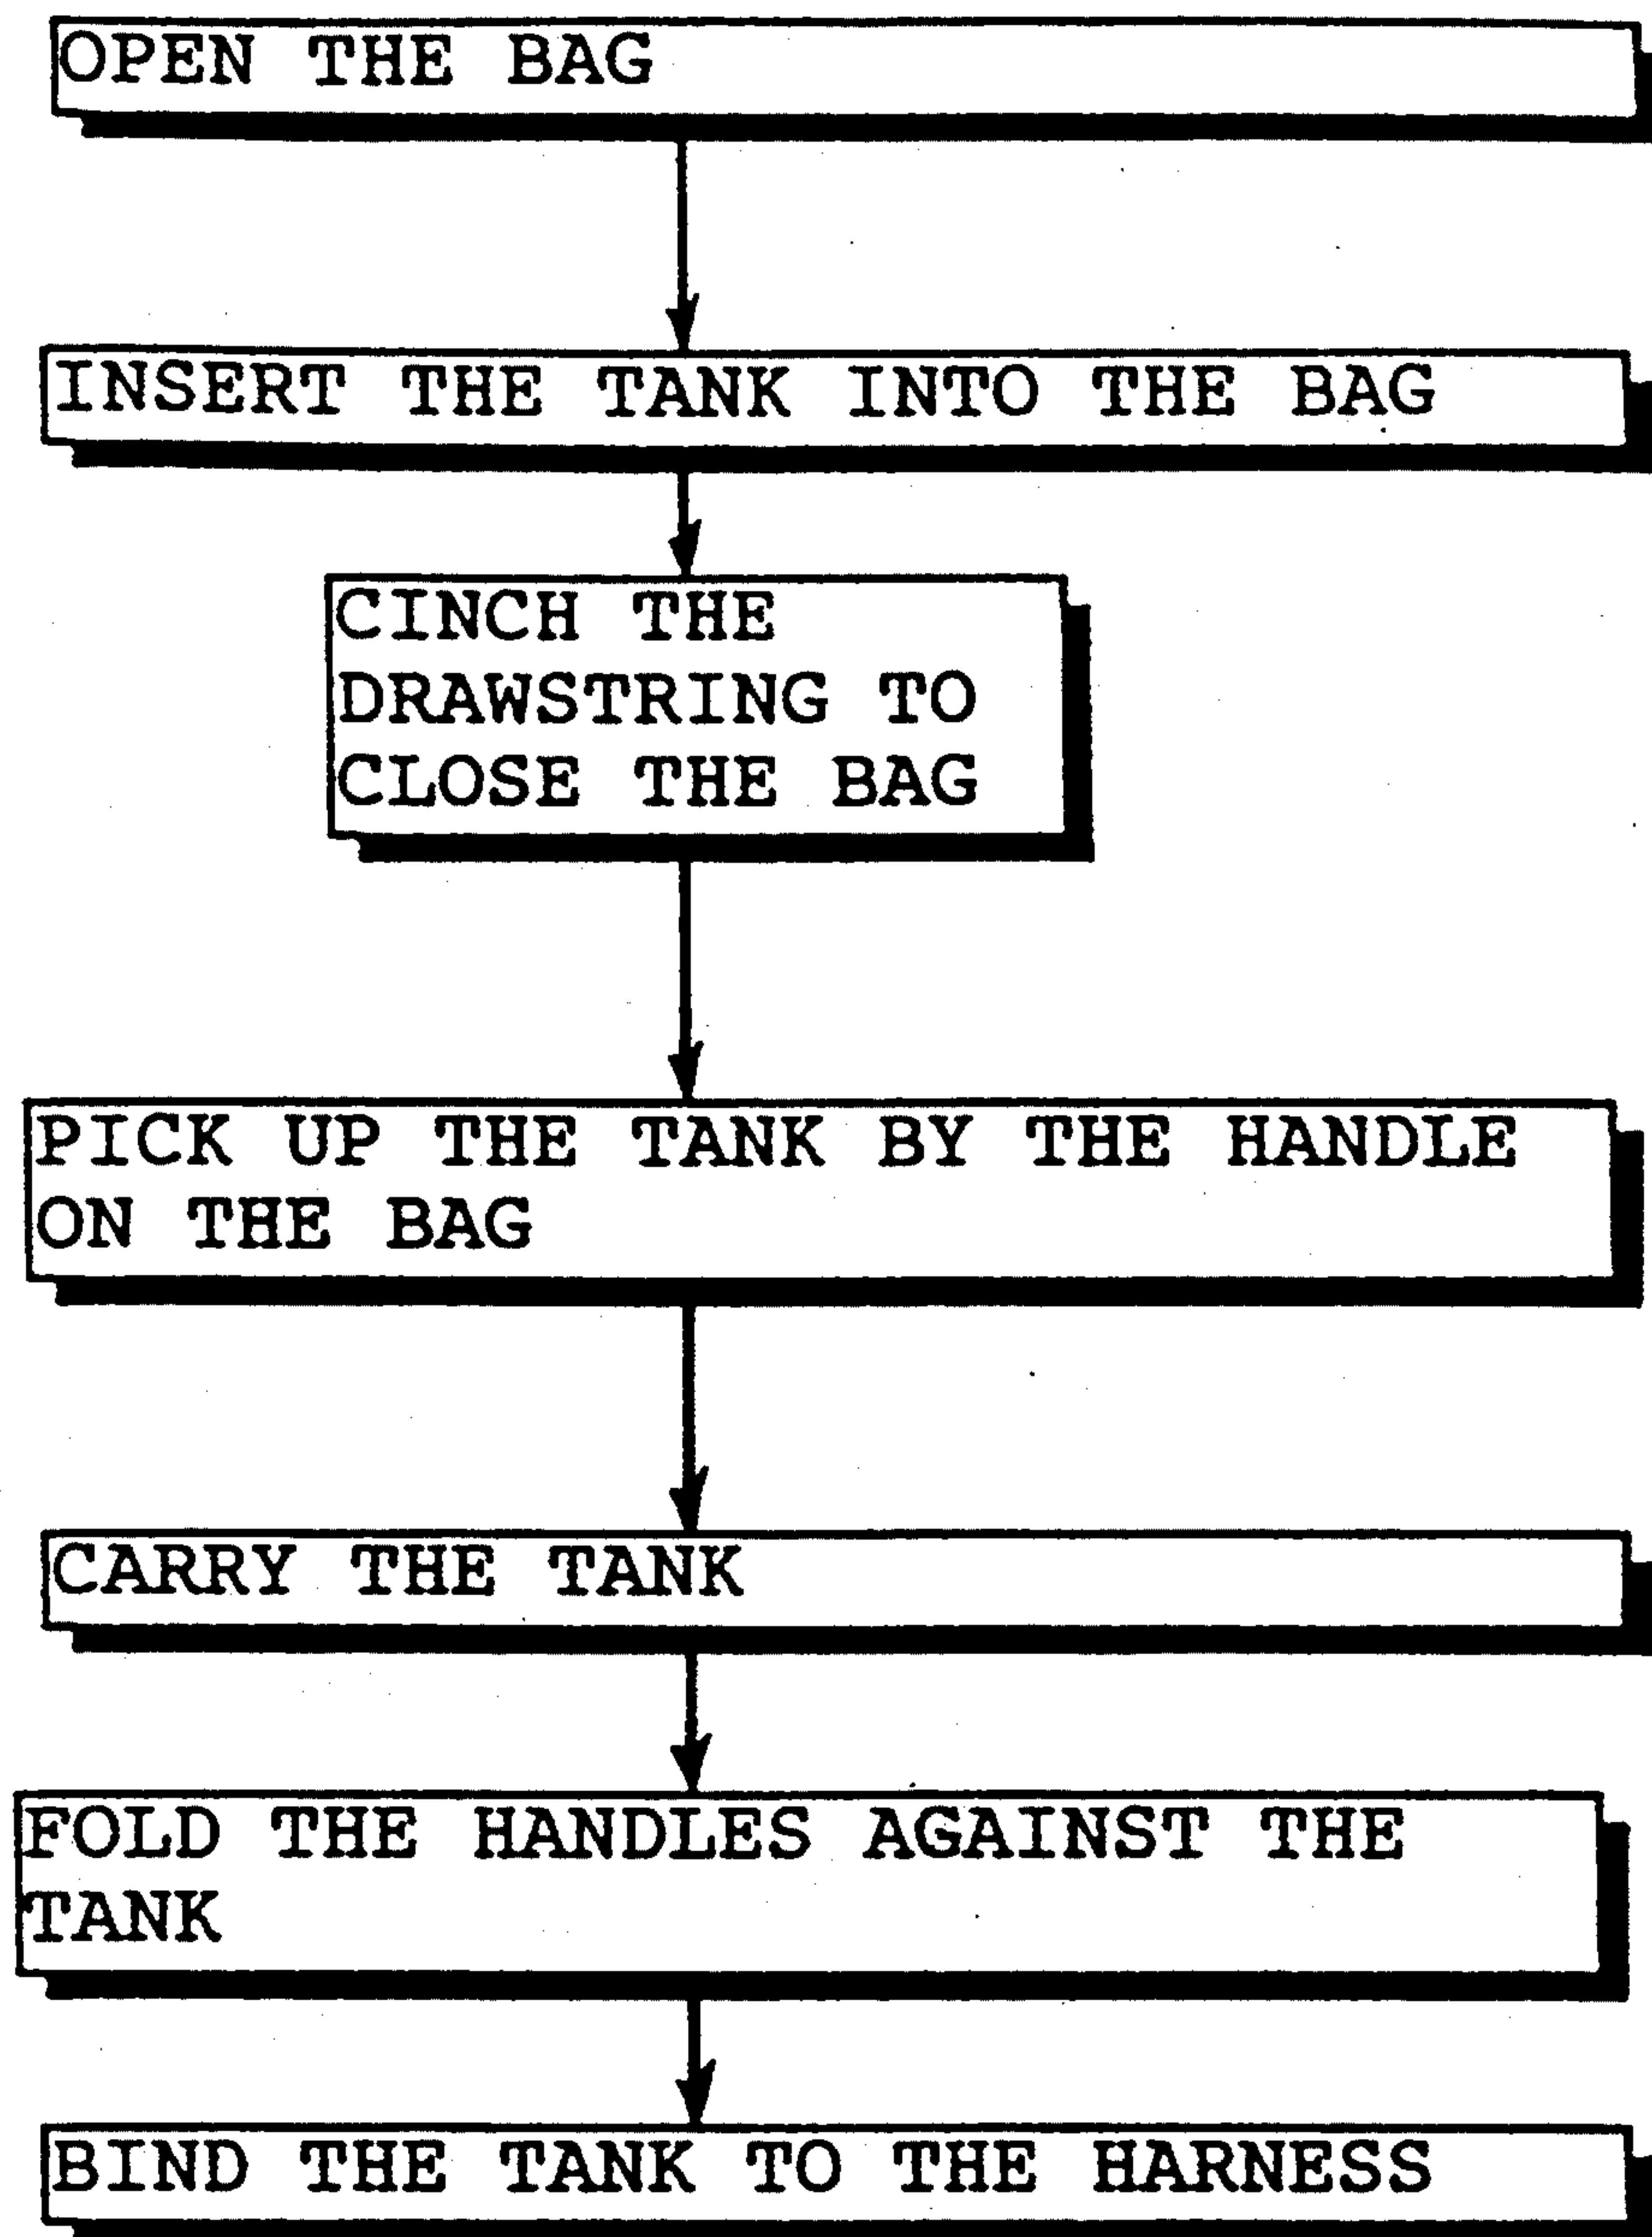 OPEN THE BAG
INSERT THE TANK INTO THE BAG
CINCH THE
DRAWSTRING TO
CLOSE THE BAG
PICK UP THE TANK BY THE HANDLE
ON THE BAG
CARRY THE TANK
FOLD THE HANDLES AGAINST THE
TANK
BIND THE TANK TO THE HARNESS